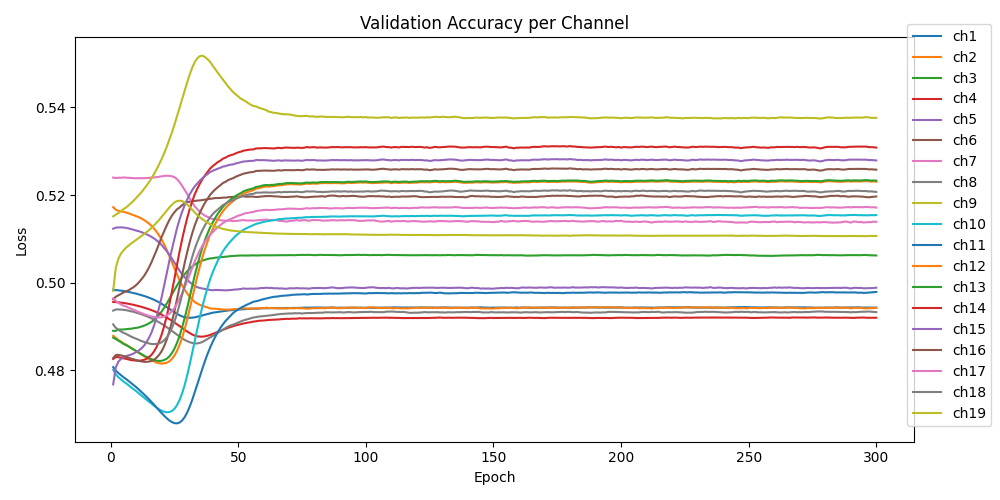 Validation Accuracy per Channel
Loss
0.54
0.52
0.50
0.48
0
50
100
150
200
250
300
Epoch
ch1
ch2
ch3
ch4
ch5
ch6
ch7
ch8
ch9
ch10
ch11
ch12
ch13
ch14
ch15
ch16
ch17
ch18
ch19